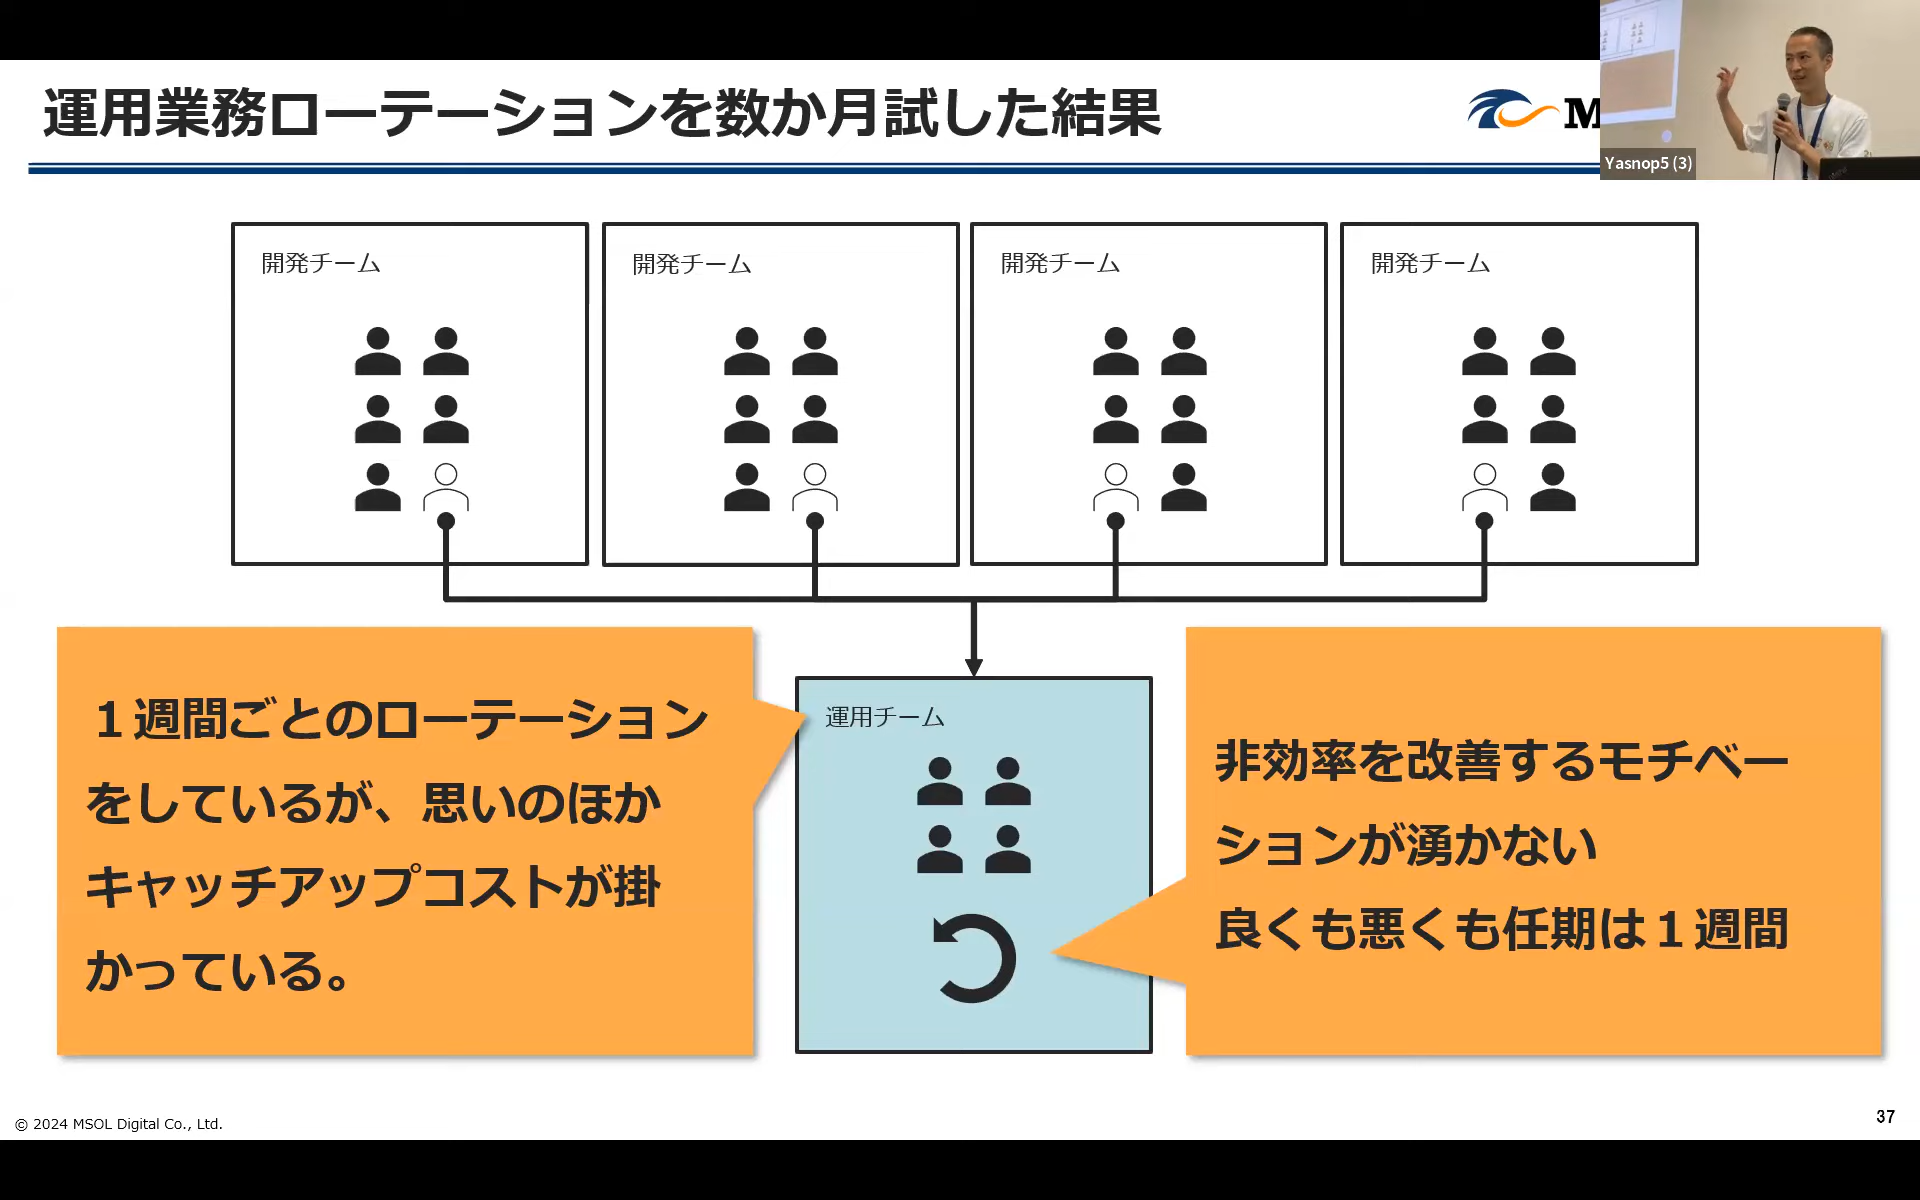 運用業務ローテーションを数か月試した結果
M
Yasnop5 (3)
開発チーム
開発チーム
開発チーム
開発チーム
１週間ごとのローテーション
をしているが、思いのほか
キャッチアップコストが掛
かっている。
運用チーム
非効率を改善するモチベー
ションが湧かない
良くも悪くも任期は１週間
© 2024 MSOL Digital Co., Ltd.
37